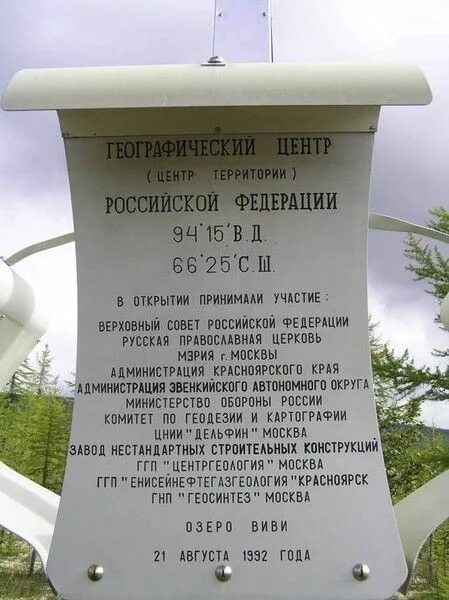 ГЕОГРАФИЧЕСКИЙ ЦЕНТР
(ЦЕНТР ТЕРРИТОРИИ)
РОССИЙСКОЙ ФЕДЕРАЦИИ
94°15'В.Д.
66°25'С.Ш.
В ОТКРЫТИИ ПРИНИМАЛИ УЧАСТИЕ:
ВЕРХОВНЫЙ СОВЕТ РОССИЙСКОЙ ФЕДЕРАЦИИ
РУССКАЯ ПРАВОСЛАВНАЯ ЦЕРКОВЬ
МЭРИЯ г. МОСКВЫ
АДМИНИСТРАЦИЯ КРАСНОЯРСКОГО КРАЯ
АДМИНИСТРАЦИЯ ЭВЕНКИЙСКОГО АВТОНОМНОГО ОКРУГА
МИНИСТЕРСТВО ОБОРОНЫ РОССИИ
КОМИТЕТ ПО ГЕОДЕЗИИ И КАРТОГРАФИИ
ЦНИИ "ДЕЛЬФИН" МОСКВА
ЗАВОД НЕСТАНДАРТНЫХ СТРОИТЕЛЬНЫХ КОНСТРУКЦИЙ
ГГП "ЦЕНТРГЕОЛОГИЯ" МОСКВА
ГГП "ЕНИСЕЙНЕФТЕГАЗГЕОЛОГИЯ" КРАСНОЯРСК
ГНП "ГЕОСИНТЕЗ" МОСКВА
ОЗЕРО ВИВИ
21 АВГУСТА 1992 ГОДА